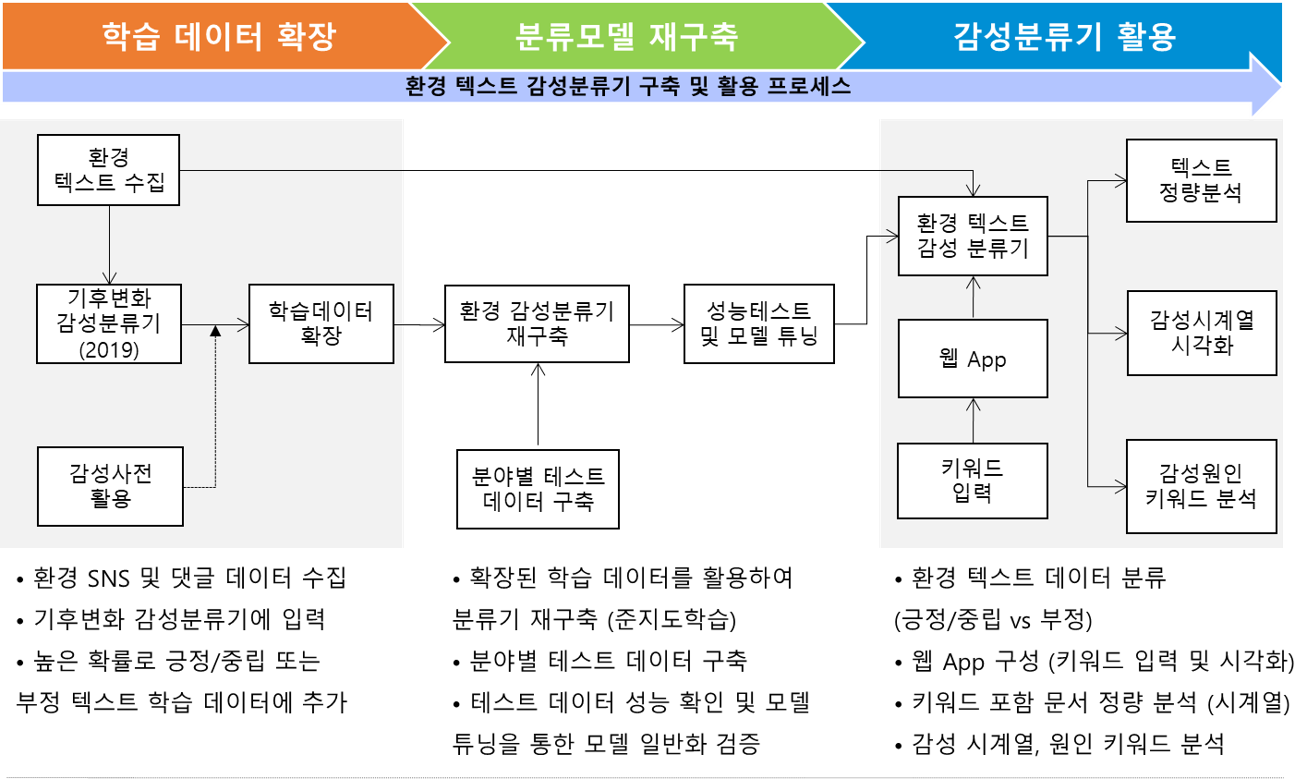 학습 데이터 확장
분류모델 재구축
감성분류기 활용
환경 텍스트 감성분류기 구축 및 활용 프로세스
환경
텍스트 수집
기후변화
감성분류기
(2019)
감성사전
활용
학습데이터
확장
환경 감성분류기
재구축
분야별 테스트
데이터 구축
성능테스트
및 모델 튜닝
환경 텍스트
감성 분류기
웹 App
키워드
입력
텍스트
정량분석
감성시계열
시각화
감성원인
키워드 분석
• 환경 SNS 및 댓글 데이터 수집
• 기후변화 감성분류기에 입력
• 높은 확률로 긍정/중립 또는
부정 텍스트 학습 데이터에 추가
• 확장된 학습 데이터를 활용하여
분류기 재구축 (준지도학습)
• 분야별 테스트 데이터 구축
• 테스트 데이터 성능 확인 및 모델
튜닝을 통한 모델 일반화 검증
• 환경 텍스트 데이터 분류
(긍정/중립 vs 부정)
• 웹 App 구성 (키워드 입력 및 시각화)
• 키워드 포함 문서 정량 분석 (시계열)
• 감성 시계열, 원인 키워드 분석